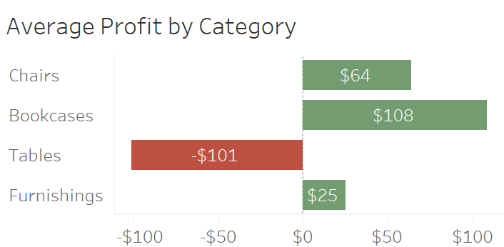 Average Profit by Category
Chairs $64
Bookcases $108
Tables -$101
Furnishings $25
-$100 -$50 $0 $50 $100